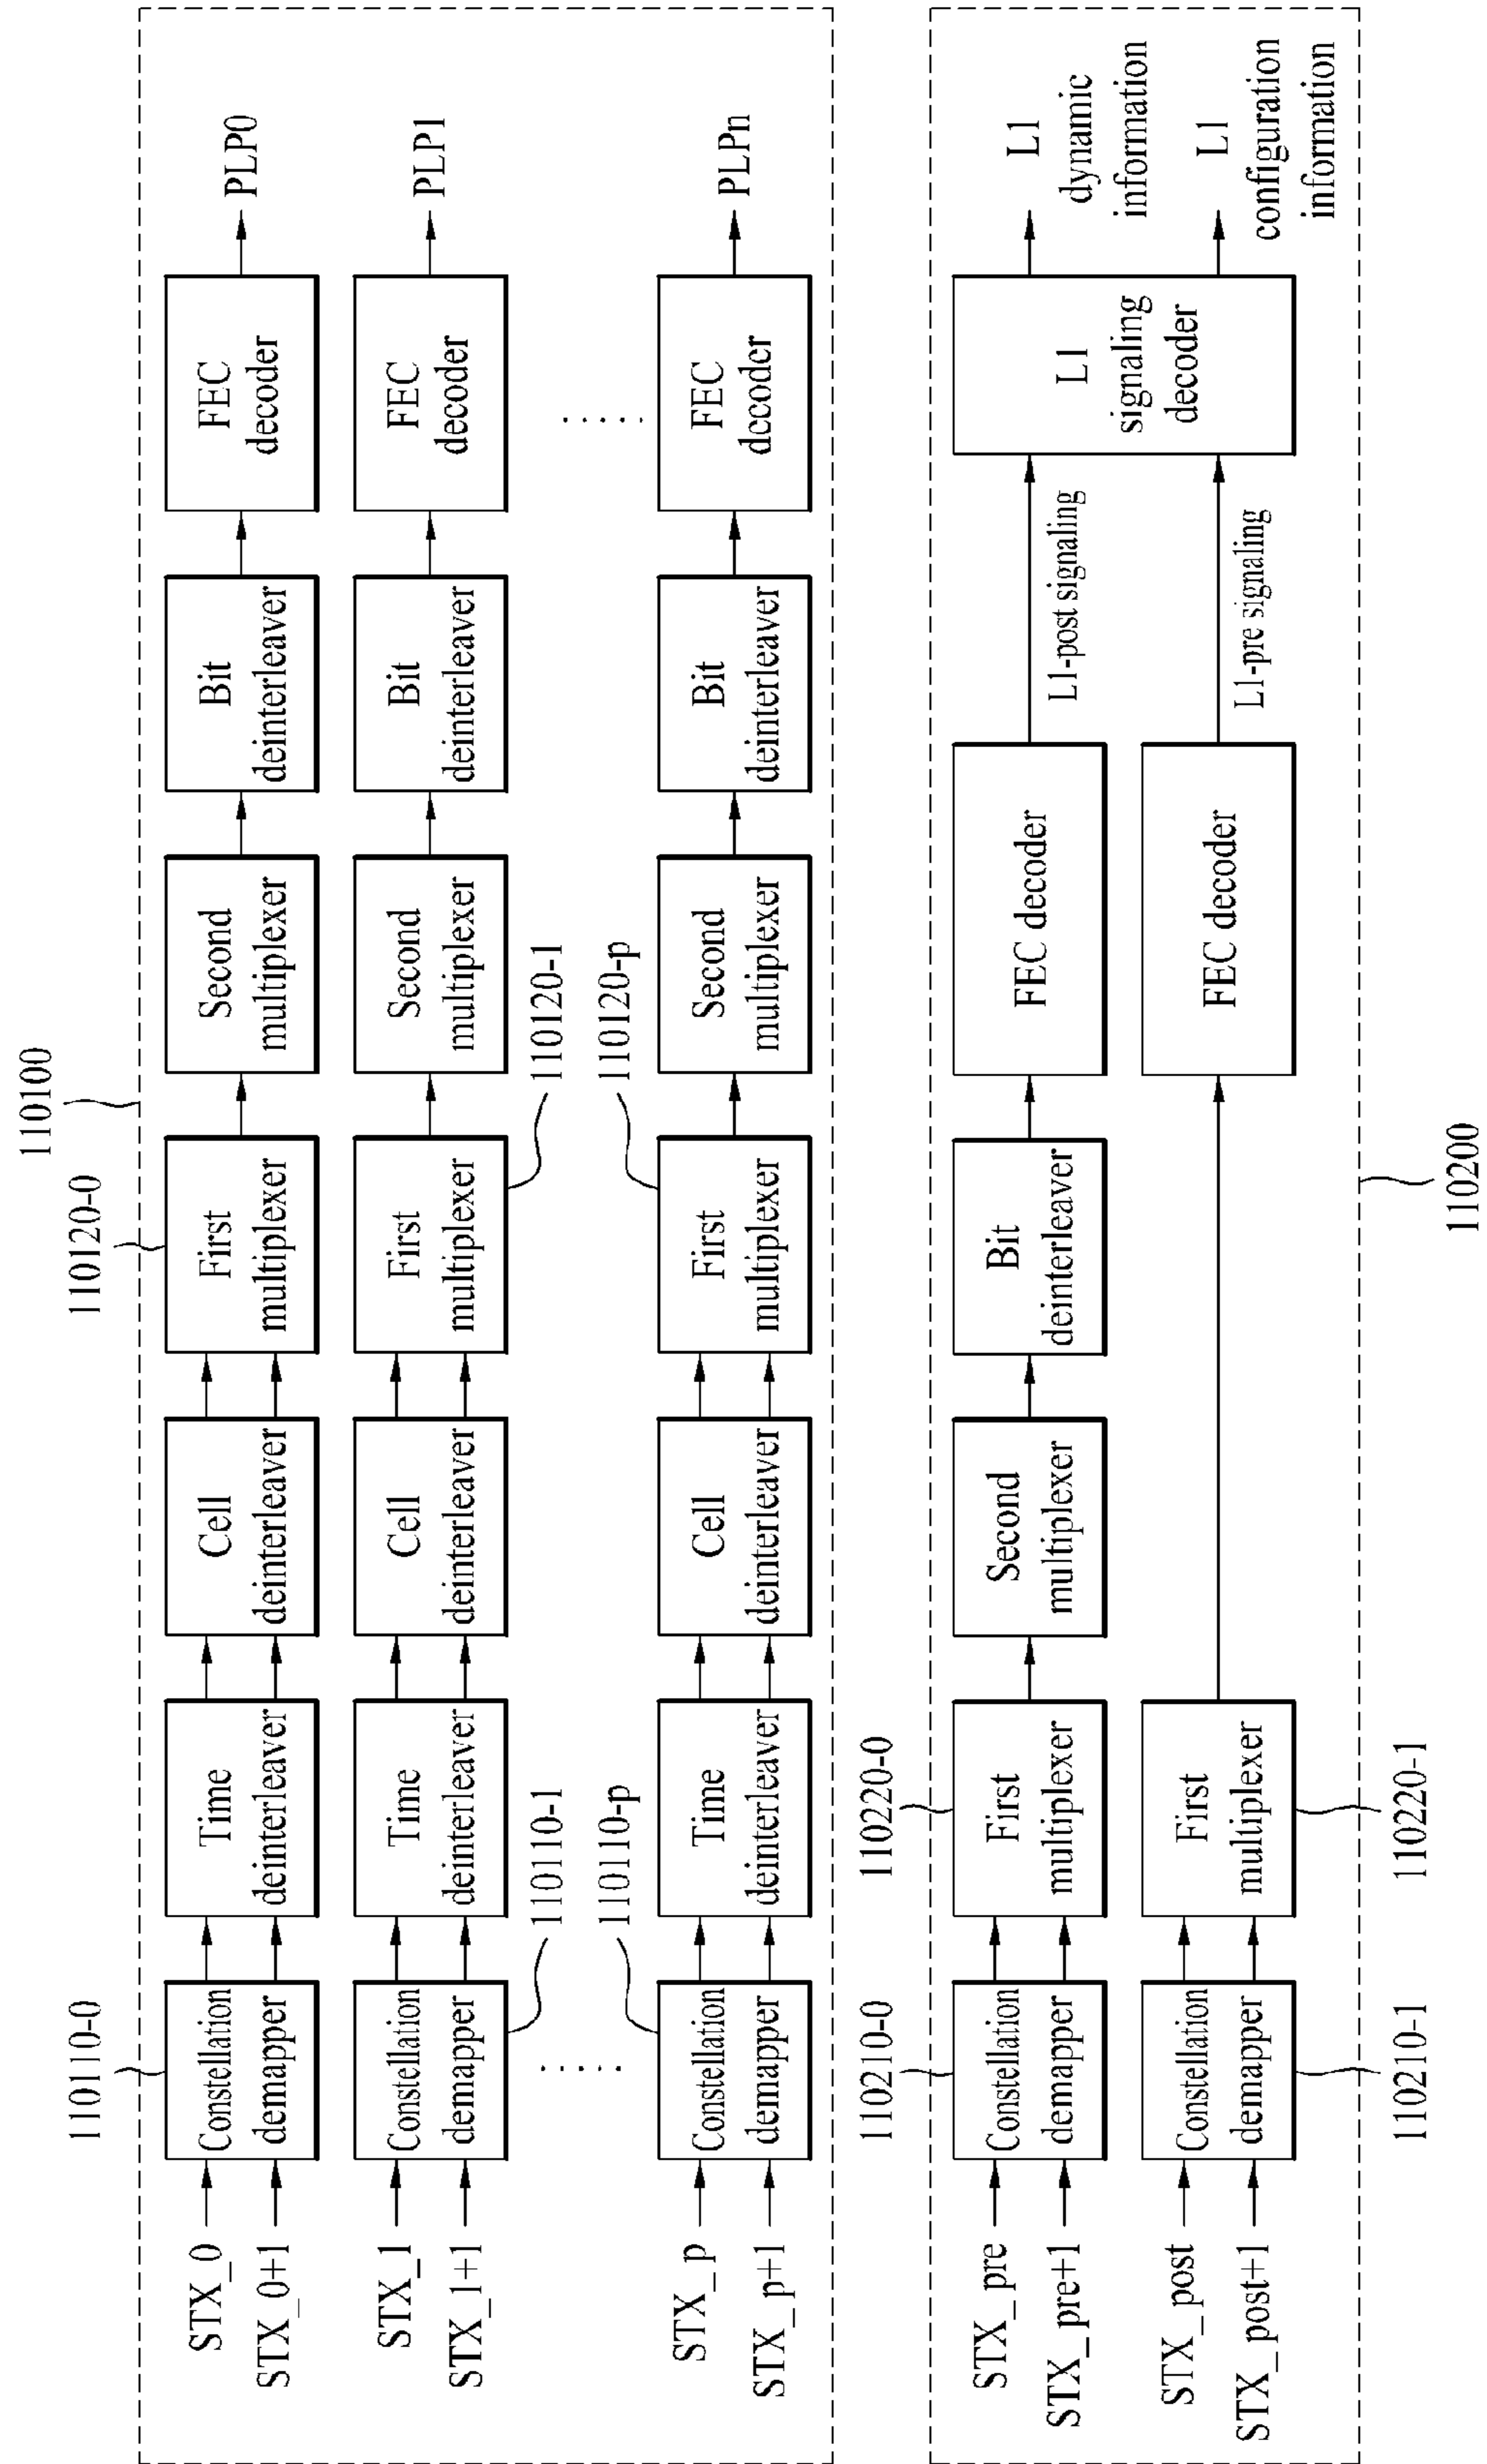 110100
110110-0
110120-0
STX_0
STX_0+1
Constellation
demapper
Time
deinterleaver
Cell
deinterleaver
First
multiplexer
Second
multiplexer
Bit
deinterleaver
FEC
decoder
PLP0
STX_1
STX_1+1
Constellation
demapper
Time
deinterleaver
Cell
deinterleaver
First
multiplexer
Second
multiplexer
Bit
deinterleaver
FEC
decoder
PLP1
110110-1
110120-1
110110-p
110120-p
.....
.....
STX_p
STX_p+1
Constellation
demapper
Time
deinterleaver
Cell
deinterleaver
First
multiplexer
Second
multiplexer
Bit
deinterleaver
FEC
decoder
PLPn
110210-0
110220-0
STX_pre
STX_pre+1
Constellation
demapper
First
multiplexer
Second
multiplexer
Bit
deinterleaver
FEC decoder
L1-post signaling
L1
signaling
decoder
L1
dynamic
information
STX_post
STX_post+1
Constellation
demapper
First
multiplexer
FEC decoder
L1-pre signaling
L1
configuration
information
110210-1
110220-1
110200